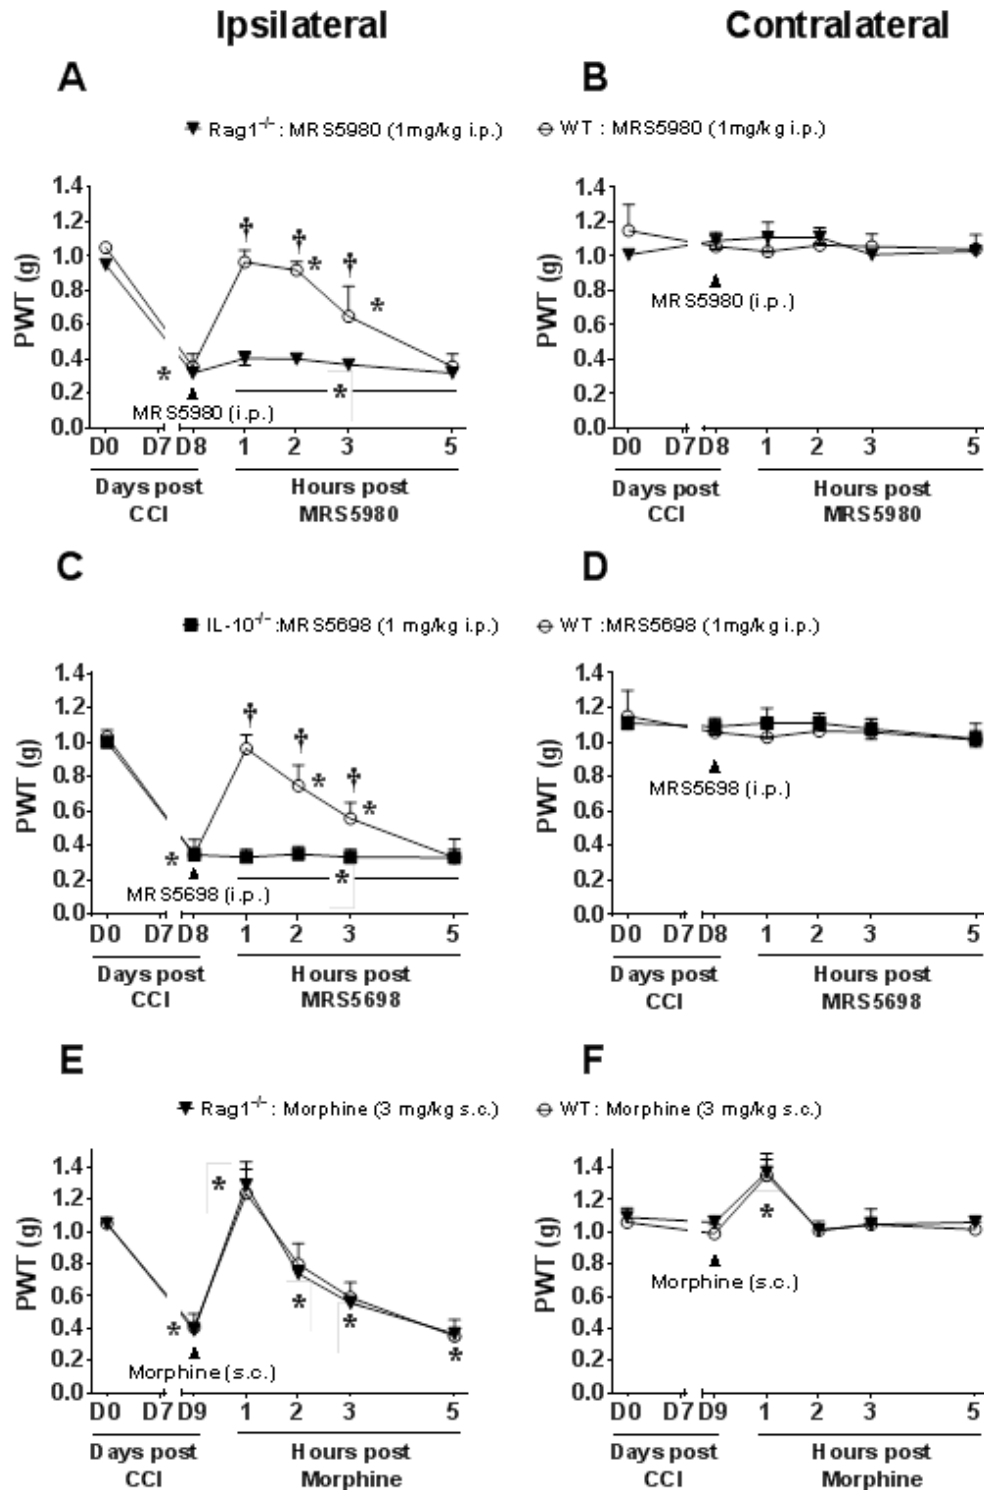 Ipsilateral Contralateral
A B
Rag1-/- : MRS5980 (1mg/kg i.p.) WT : MRS5980 (1mg/kg i.p.)
PWT (g)
1.4
1.2
1.0
0.8
0.6
0.4
0.2
0.0
† † † * * * *
MRS5980 (i.p.)
D0 D7 D8 1 2 3 5
Days post CCI
Hours post MRS5980
PWT (g)
1.4
1.2
1.0
0.8
0.6
0.4
0.2
0.0
MRS5980 (i.p.)
D0 D7 D8 1 2 3 5
Days post CCI
Hours post MRS5980
C D
IL-10-/- :MRS5698 (1 mg/kg i.p.) WT :MRS5698 (1mg/kg i.p.)
PWT (g)
1.4
1.2
1.0
0.8
0.6
0.4
0.2
0.0
† † † * * * *
MRS5698 (i.p.)
D0 D7 D8 1 2 3 5
Days post CCI
Hours post MRS5698
PWT (g)
1.4
1.2
1.0
0.8
0.6
0.4
0.2
0.0
MRS5698 (i.p.)
D0 D7 D8 1 2 3 5
Days post CCI
Hours post MRS5698
E F
Rag1-/- : Morphine (3 mg/kg s.c.) WT : Morphine (3 mg/kg s.c.)
PWT (g)
1.4
1.2
1.0
0.8
0.6
0.4
0.2
0.0
* * * * *
Morphine (s.c.)
D0 D7 D9 1 2 3 5
Days post CCI
Hours post Morphine
PWT (g)
1.4
1.2
1.0
0.8
0.6
0.4
0.2
0.0
*
Morphine (s.c.)
D0 D7 D9 1 2 3 5
Days post CCI
Hours post Morphine